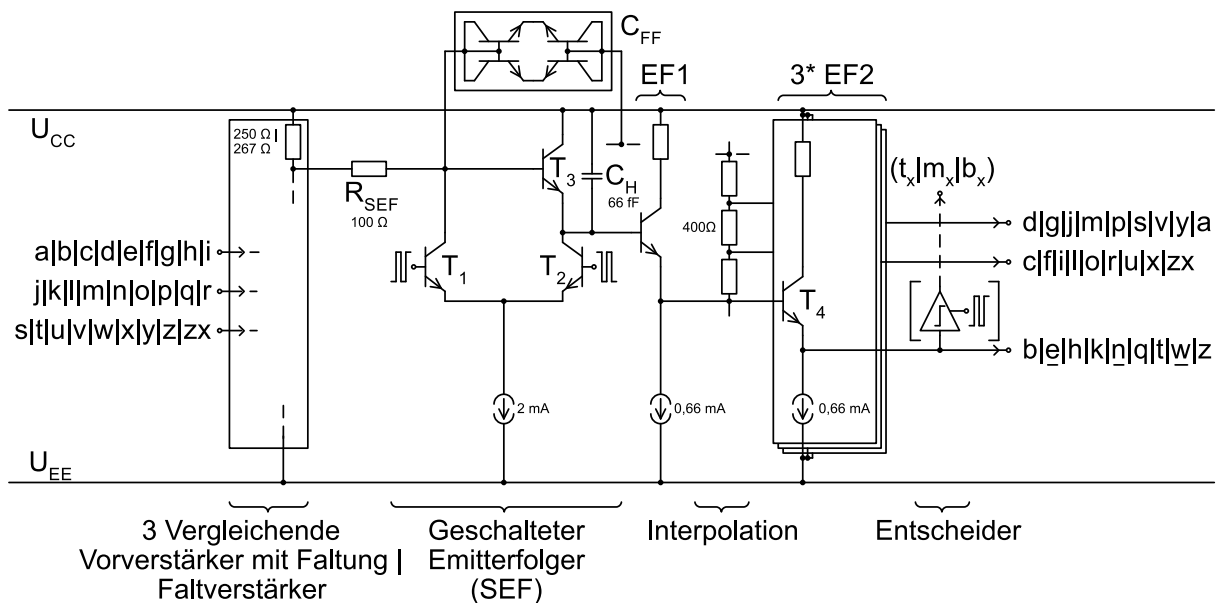 C_FF
EF1
3* EF2
U_CC
250 Ω |
267 Ω
R_SEF
100 Ω
T_3
C_H
66 fF
400Ω
(t_x|m_x|b_x)
a|b|c|d|e|f|g|h|i
j|k|l|m|n|o|p|q|r
s|t|u|v|w|x|y|z|zx
T_1
T_2
T_4
d|g|j|m|p|s|v|y|a
c|f|i|l|o|r|u|x|zx
b|e|h|k|n|q|t|w|z
2 mA
0,66 mA
0,66 mA
U_EE
3 Vergleichende
Vorverstärker mit Faltung |
Faltverstärker
Geschalteter
Emitterfolger
(SEF)
Interpolation
Entscheider